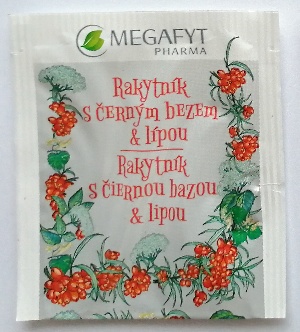 MEGAFYT
PHARMA
Rakytník
s černým bezem
& lípou
Rakytník
s čiernou bazou
& lipou